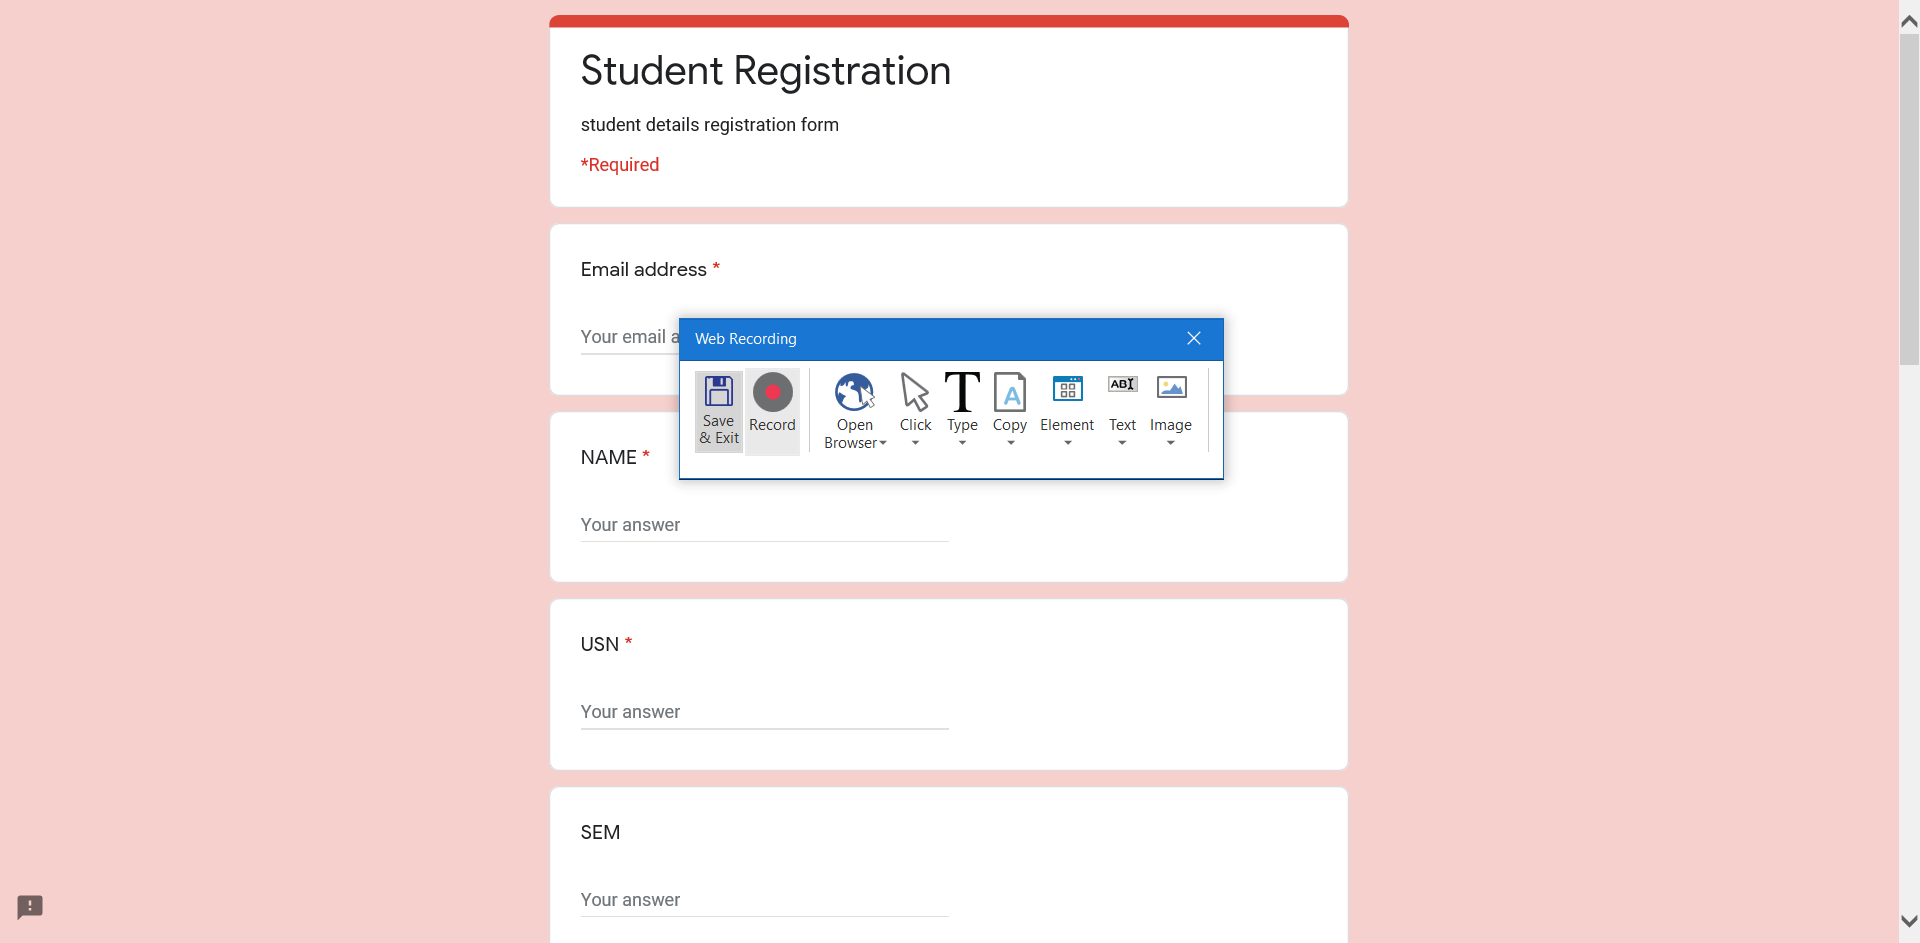 Student Registration
student details registration form
*Required
Email address *
Your email a
Web Recording
Save & Exit
Record
Open Browser
Click
Type
Copy
Element
Text
Image
A
ABI
NAME *
Your answer
USN *
Your answer
SEM
Your answer